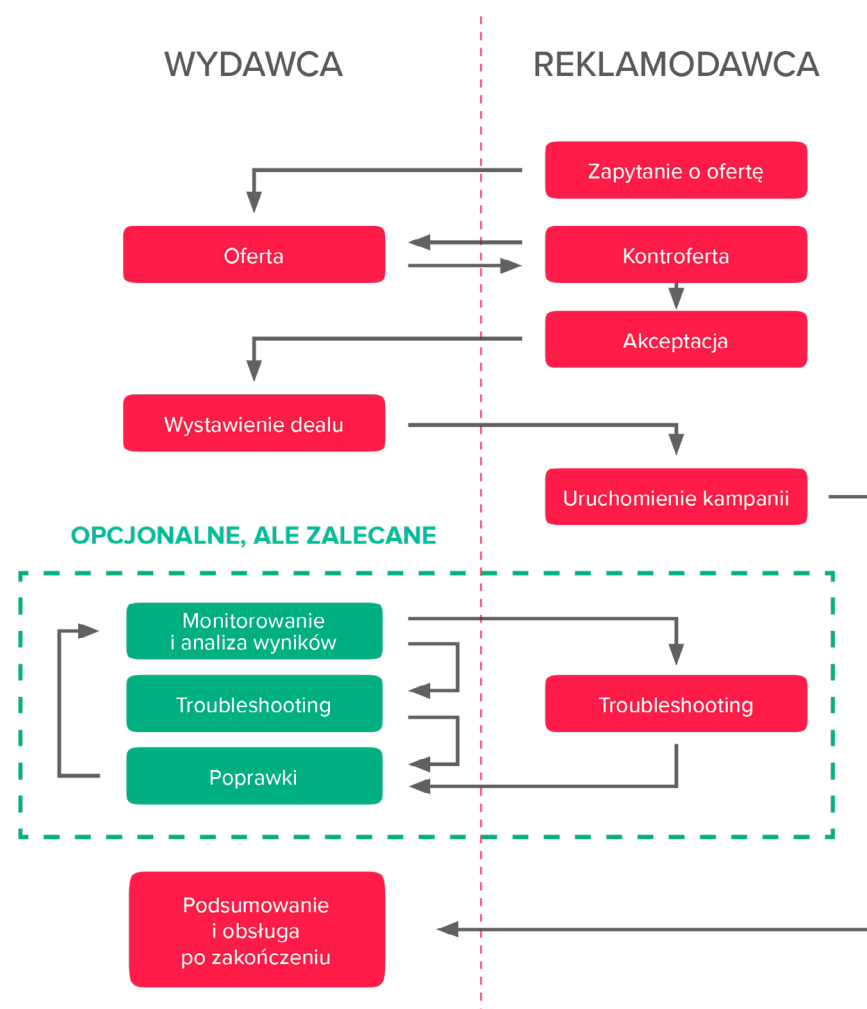 WYDAWCA
REKLAMODAWCA
Zapytanie o ofertę
Oferta
Kontroferta
Akceptacja
Wystawienie dealu
Uruchomienie kampanii
OPCJONALNE, ALE ZALECANE
Monitorowanie
i analiza wyników
Troubleshooting
Troubleshooting
Poprawki
Podsumowanie
i obsługa
po zakończeniu